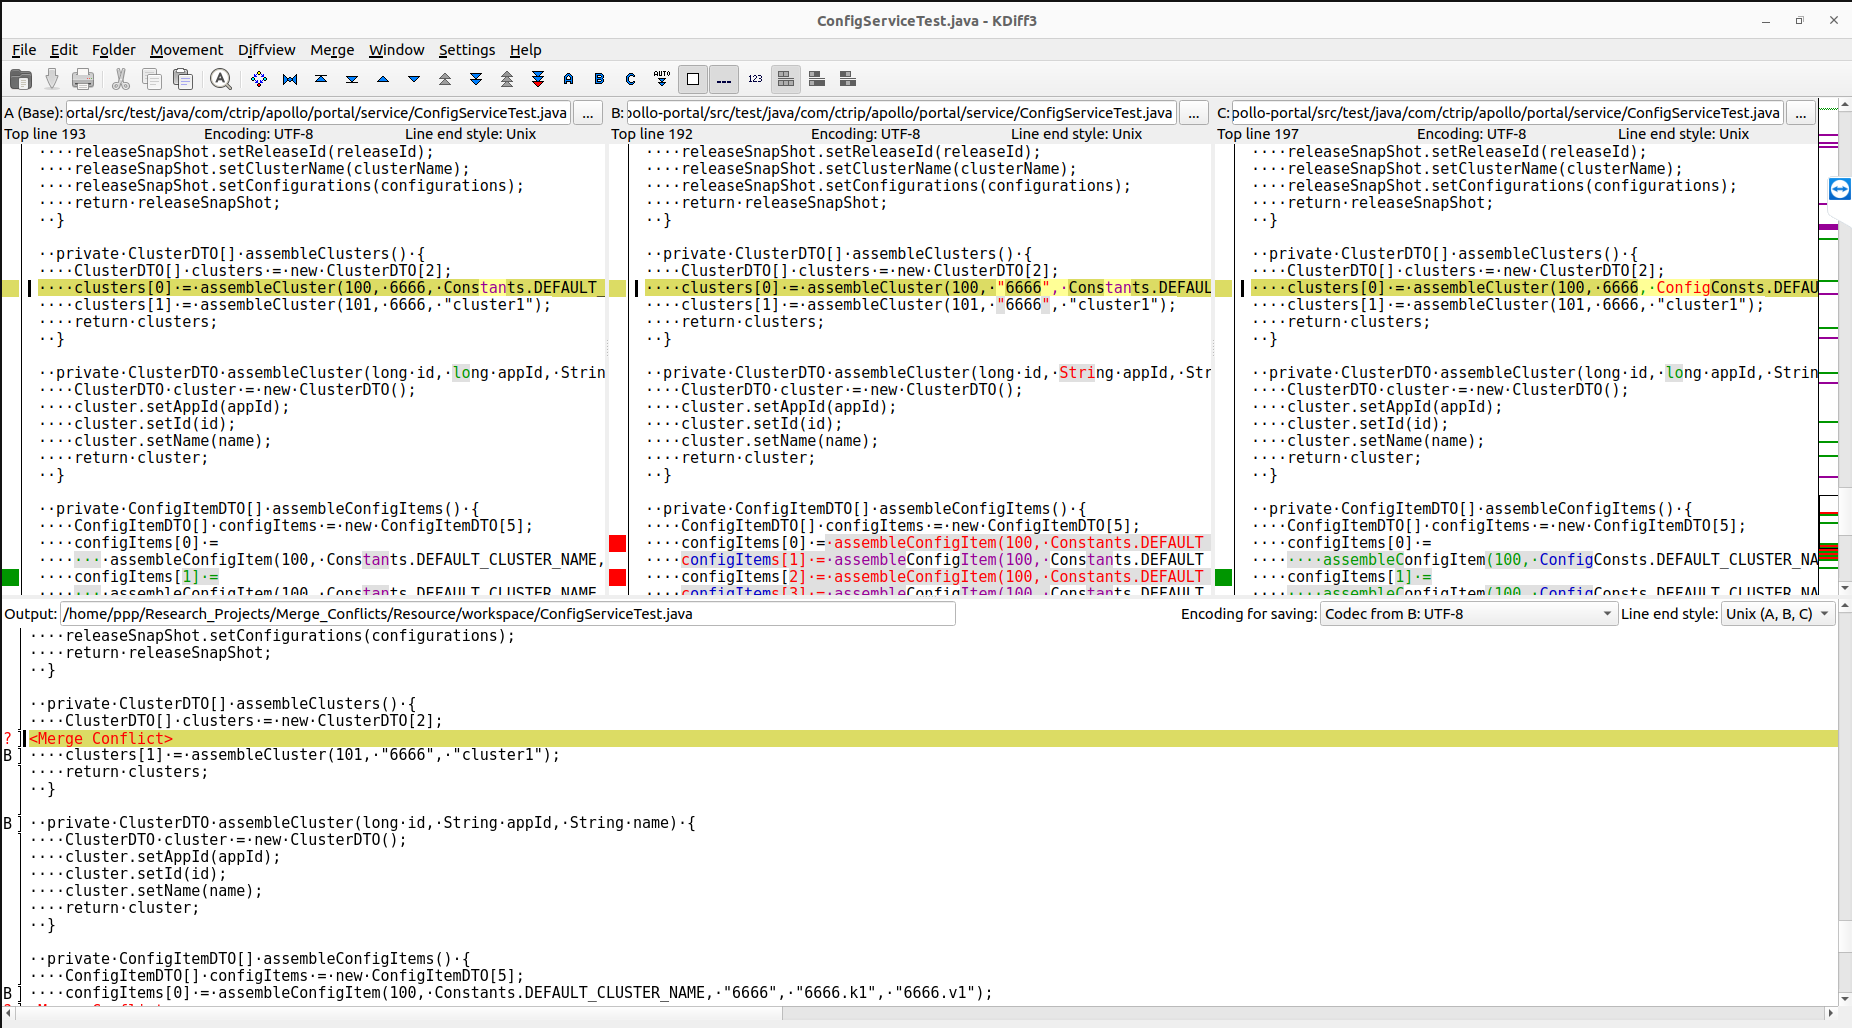 ConfigServiceTest.java - KDiff3
File Edit Folder Movement Diffview Merge Window Settings Help
A B C AUTO 123
A (Base): ortal/src/test/java/com/ctrip/apollo/portal/service/ConfigServiceTest.java ...
Top line 193 Encoding: UTF-8 Line end style: Unix
····releaseSnapShot.setReleaseId(releaseId);
····releaseSnapShot.setClusterName(clusterName);
····releaseSnapShot.setConfigurations(configurations);
····return·releaseSnapShot;
··}
··private·ClusterDTO[]·assembleClusters()·{
····ClusterDTO[]·clusters·=·new·ClusterDTO[2];
····clusters[0]·=·assembleCluster(100,·6666,·Constants.DEFAULT_
····clusters[1]·=·assembleCluster(101,·6666,·"cluster1");
····return·clusters;
··}
··private·ClusterDTO·assembleCluster(long·id,·long·appId,·Strin
····ClusterDTO·cluster·=·new·ClusterDTO();
····cluster.setAppId(appId);
····cluster.setId(id);
····cluster.setName(name);
····return·cluster;
··}
··private·ConfigItemDTO[]·assembleConfigItems()·{
····ConfigItemDTO[]·configItems·=·new·ConfigItemDTO[5];
····configItems[0]·=
········assembleConfigItem(100,·Constants.DEFAULT_CLUSTER_NAME,
····configItems[1]·=
········assembleConfigItem(100,·Constants.DEFAULT_CLUSTER_NAME
B: ollo-portal/src/test/java/com/ctrip/apollo/portal/service/ConfigServiceTest.java ...
Top line 192 Encoding: UTF-8 Line end style: Unix
····releaseSnapShot.setReleaseId(releaseId);
····releaseSnapShot.setClusterName(clusterName);
····releaseSnapShot.setConfigurations(configurations);
····return·releaseSnapShot;
··}
··private·ClusterDTO[]·assembleClusters()·{
····ClusterDTO[]·clusters·=·new·ClusterDTO[2];
····clusters[0]·=·assembleCluster(100,·"6666",·Constants.DEFAUL
····clusters[1]·=·assembleCluster(101,·"6666",·"cluster1");
····return·clusters;
··}
··private·ClusterDTO·assembleCluster(long·id,·String·appId,·Str
····ClusterDTO·cluster·=·new·ClusterDTO();
····cluster.setAppId(appId);
····cluster.setId(id);
····cluster.setName(name);
····return·cluster;
··}
··private·ConfigItemDTO[]·assembleConfigItems()·{
····ConfigItemDTO[]·configItems·=·new·ConfigItemDTO[5];
····configItems[0]·=·assembleConfigItem(100,·Constants.DEFAULT_
····configItems[1]·=·assembleConfigItem(100,·Constants.DEFAULT_
····configItems[2]·=·assembleConfigItem(100,·Constants.DEFAULT_
····configItems[3]·=·assembleConfigItem(100,·Constants.DEFAULT_
C: pollo-portal/src/test/java/com/ctrip/apollo/portal/service/ConfigServiceTest.java ...
Top line 197 Encoding: UTF-8 Line end style: Unix
····releaseSnapShot.setReleaseId(releaseId);
····releaseSnapShot.setClusterName(clusterName);
····releaseSnapShot.setConfigurations(configurations);
····return·releaseSnapShot;
··}
··private·ClusterDTO[]·assembleClusters()·{
····ClusterDTO[]·clusters·=·new·ClusterDTO[2];
····clusters[0]·=·assembleCluster(100,·6666,·ConfigConsts.DEFAU
····clusters[1]·=·assembleCluster(101,·6666,·"cluster1");
····return·clusters;
··}
··private·ClusterDTO·assembleCluster(long·id,·long·appId,·Strin
····ClusterDTO·cluster·=·new·ClusterDTO();
····cluster.setAppId(appId);
····cluster.setId(id);
····cluster.setName(name);
····return·cluster;
··}
··private·ConfigItemDTO[]·assembleConfigItems()·{
····ConfigItemDTO[]·configItems·=·new·ConfigItemDTO[5];
····configItems[0]·=
········assembleConfigItem(100,·ConfigConsts.DEFAULT_CLUSTER_NA
····configItems[1]·=
········assembleConfigItem(100,·ConfigConsts.DEFAULT_CLUSTER_NA
Output: /home/ppp/Research_Projects/Merge_Conflicts/Resource/workspace/ConfigServiceTest.java Encoding for saving: Codec from B: UTF-8 Line end style: Unix (A, B, C)
····releaseSnapShot.setConfigurations(configurations);
····return·releaseSnapShot;
··}
··private·ClusterDTO[]·assembleClusters()·{
····ClusterDTO[]·clusters·=·new·ClusterDTO[2];
? <Merge Conflict>
B ····clusters[1]·=·assembleCluster(101,·"6666",·"cluster1");
····return·clusters;
··}
B ··private·ClusterDTO·assembleCluster(long·id,·String·appId,·String·name)·{
····ClusterDTO·cluster·=·new·ClusterDTO();
····cluster.setAppId(appId);
····cluster.setId(id);
····cluster.setName(name);
····return·cluster;
··}
··private·ConfigItemDTO[]·assembleConfigItems()·{
····ConfigItemDTO[]·configItems·=·new·ConfigItemDTO[5];
B ····configItems[0]·=·assembleConfigItem(100,·Constants.DEFAULT_CLUSTER_NAME,·"6666",·"6666.k1",·"6666.v1");